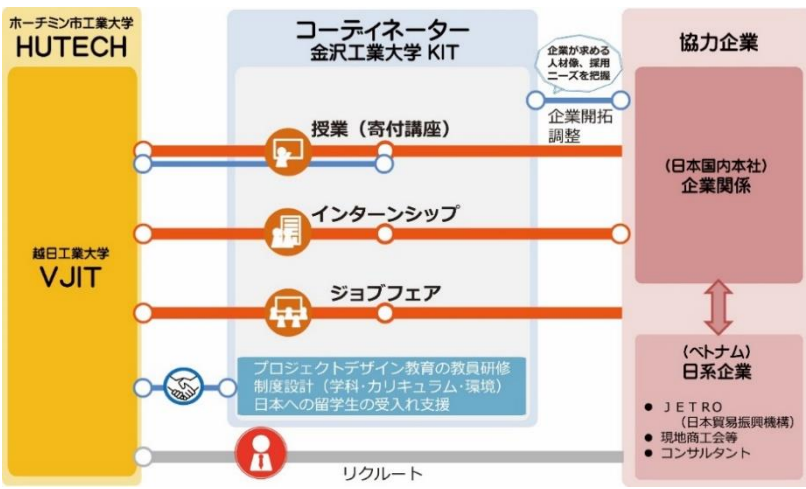 ホーチミン市工業大学
HUTECH
越日工業大学
VJIT
コーディネーター
金沢工業大学 KIT
授業（寄付講座）
インターンシップ
ジョブフェア
プロジェクトデザイン教育の教員研修
制度設計（学科・カリキュラム・環境）
日本への留学生の受入れ支援
リクルート
企業が求める
人材像、採用
ニーズを把握
企業開拓
調整
協力企業
（日本国内本社）
企業関係
（ベトナム）
日系企業
● ＪＥＴＲＯ
（日本貿易振興機構）
● 現地商工会等
● コンサルタント